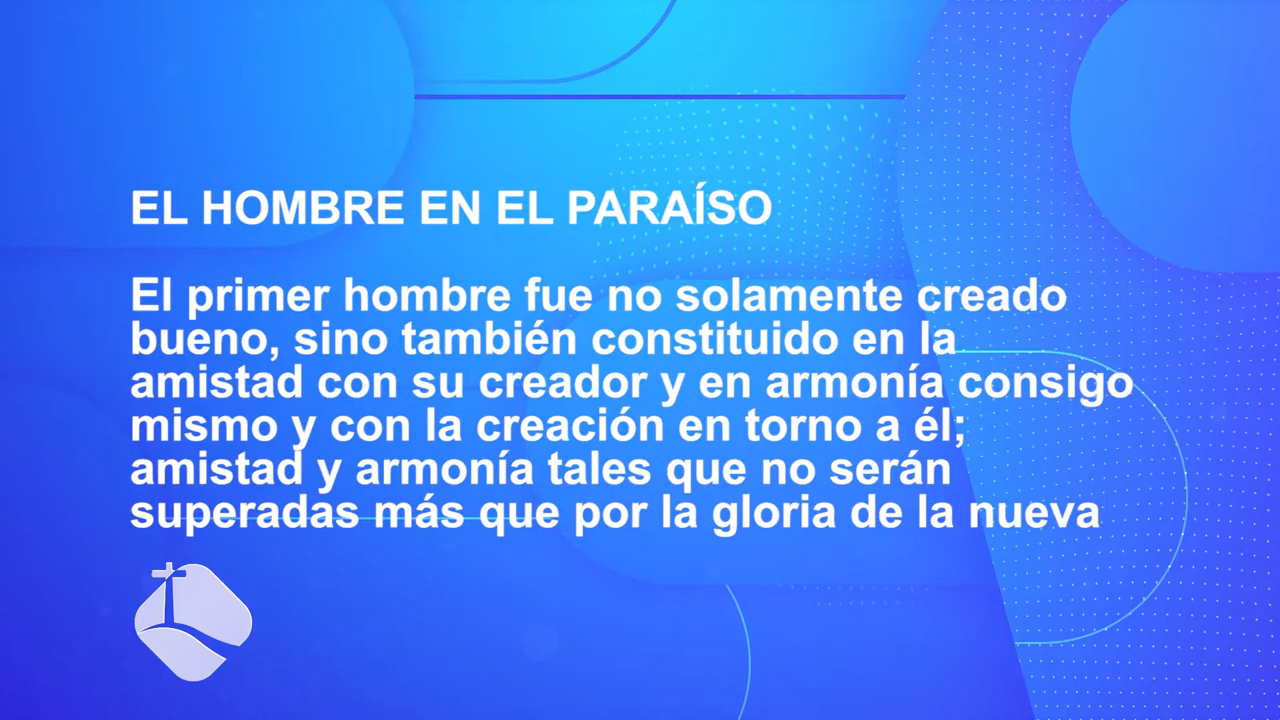 EL HOMBRE EN EL PARAÍSO
El primer hombre fue no solamente creado
bueno, sino también constituido en la
amistad con su creador y en armonía consigo
mismo y con la creación en torno a él;
amistad y armonía tales que no serán
superadas más que por la gloria de la nueva